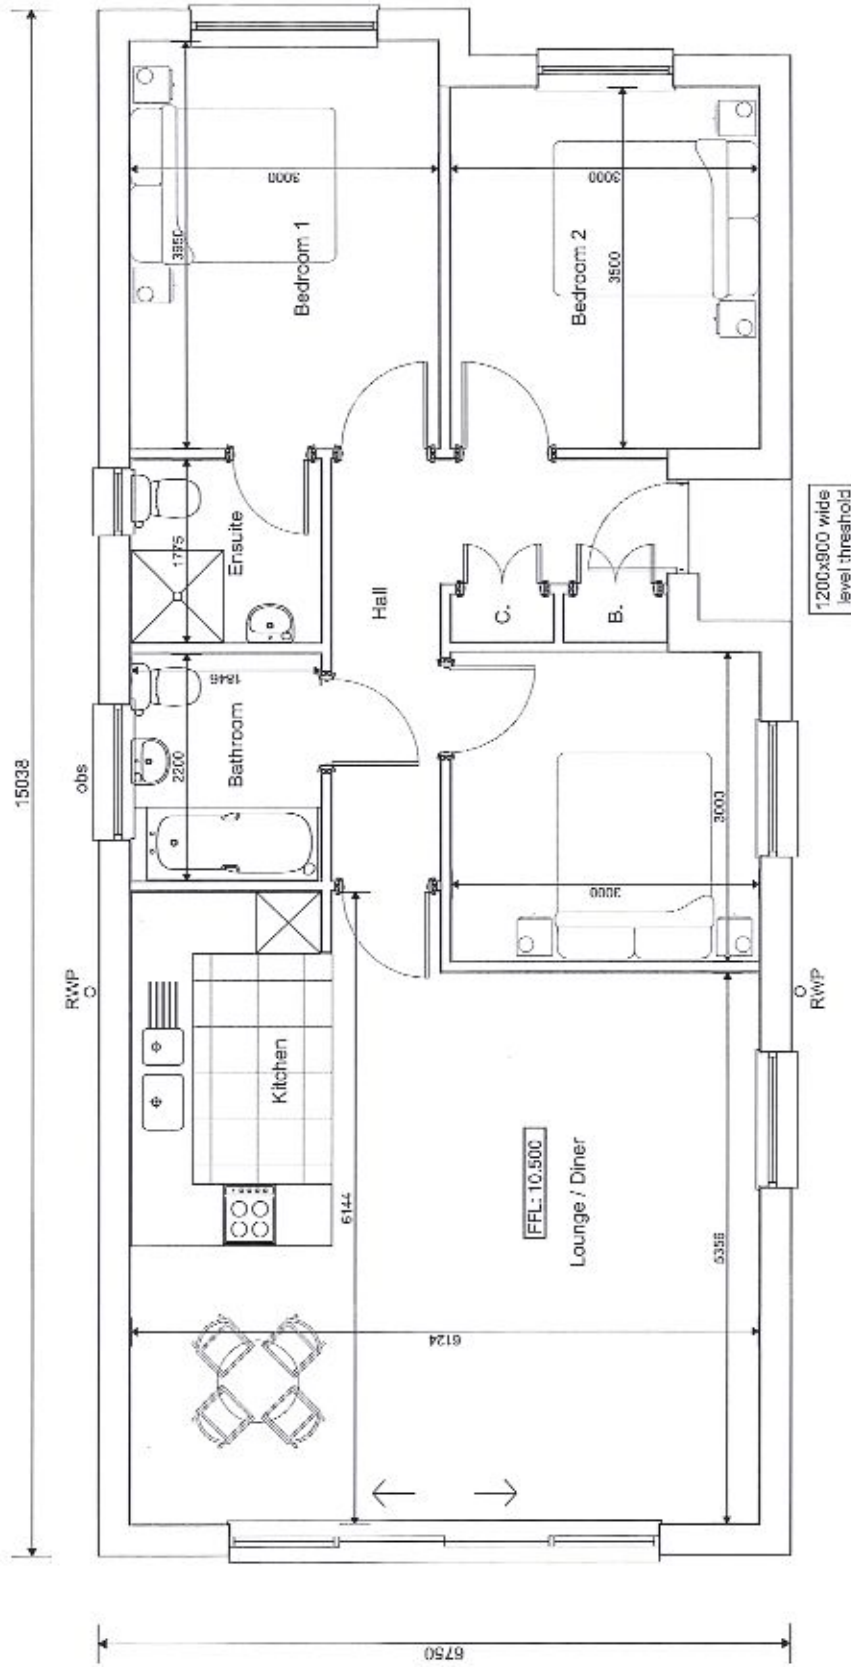 15038
6750
RWP
obs
RWP
Kitchen
Bathroom
2200
1846
Ensuite
1775
Bedroom 1
3950
3000
Bedroom 2
3500
3000
Hall
C.
B.
3000
3000
6144
FFL: 10.500
Lounge / Diner
6124
5356
1200x900 wide
level threshold